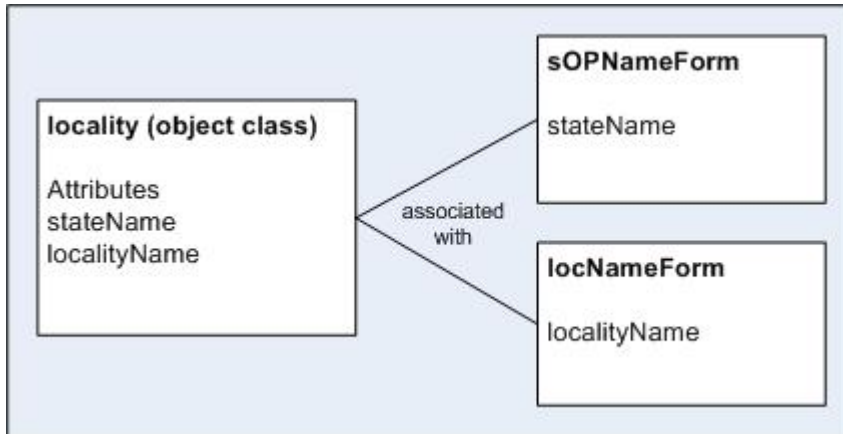 locality (object class)
Attributes
stateName
localityName
associated
with
sOPNameForm
stateName
locNameForm
localityName